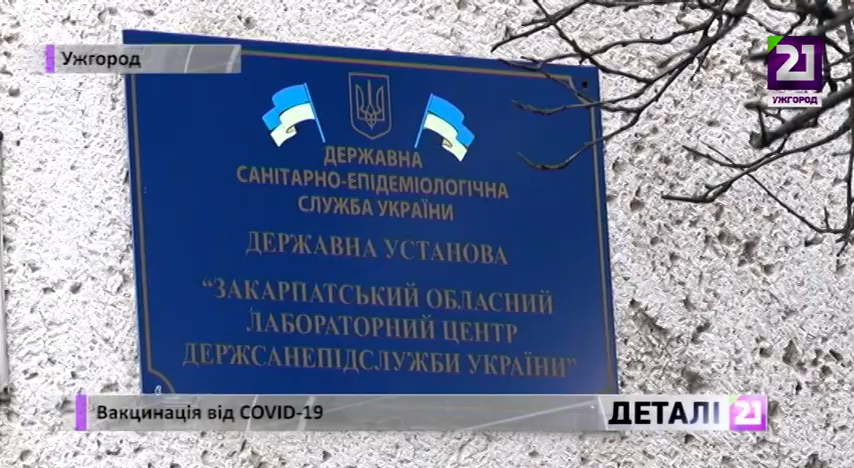 Ужгород
21
УЖГОРОД
ДЕРЖАВНА
САНІТАРНО-ЕПІДЕМІОЛОГІЧНА
СЛУЖБА УКРАЇНИ
ДЕРЖАВНА УСТАНОВА
“ЗАКАРПАТСЬКИЙ ОБЛАСНИЙ
ЛАБОРАТОРНИЙ ЦЕНТР
ДЕРЖСАНЕПІДСЛУЖБИ УКРАЇНИ”
Вакцинація від COVID-19
ДЕТАЛІ 21